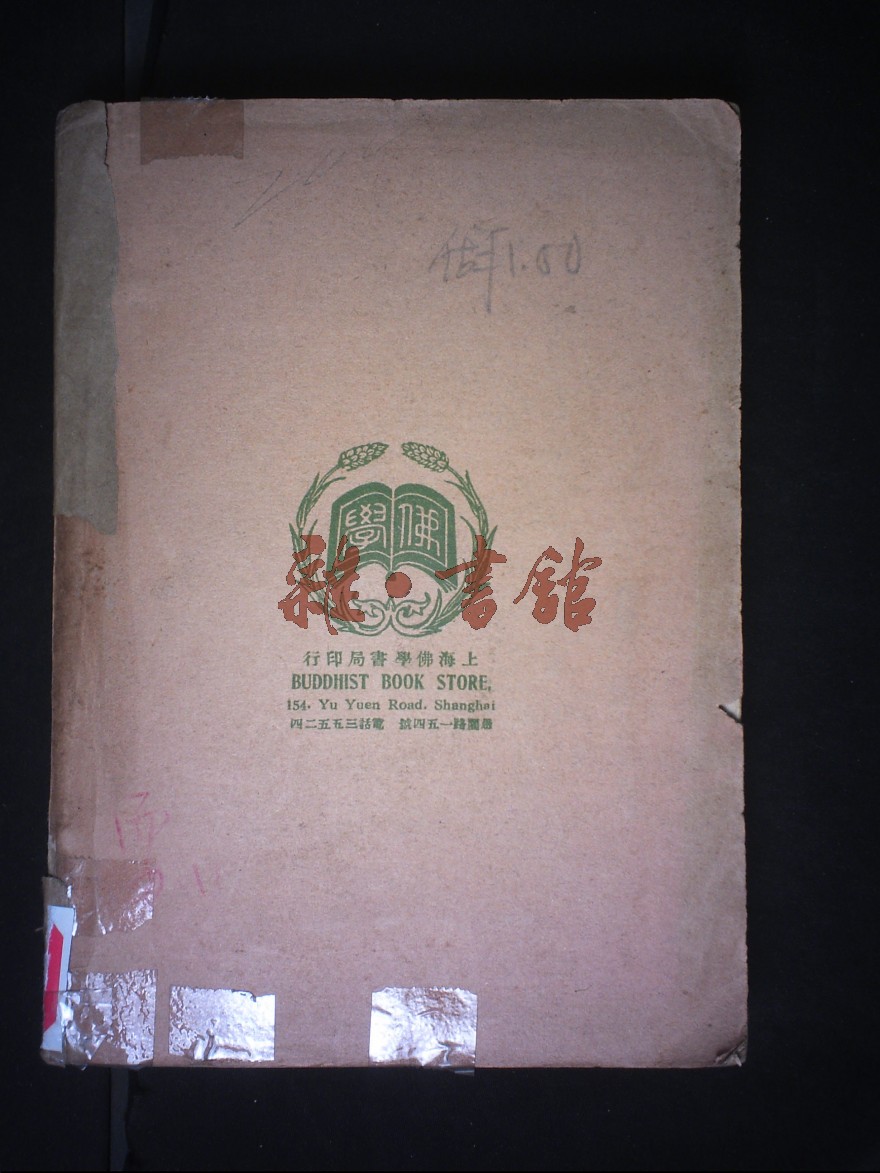 佛學
雜·書館
上海佛學書局印行
BUDDHIST BOOK STORE,
154, Yu Yuen Road. Shanghai
愚園路一五四號 電話三五五二四